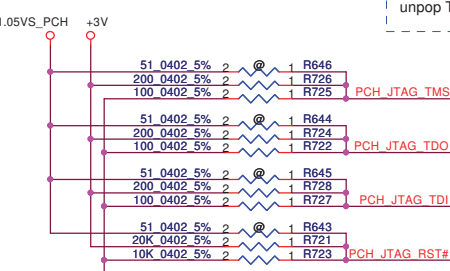 unpop T
1.05VS_PCH +3V
51_0402_5% 2 @ 1 R646
200_0402_5% 2 1 R726
100_0402_5% 2 1 R725 PCH_JTAG_TMS
51_0402_5% 2 @ 1 R644
200_0402_5% 2 1 R724
100_0402_5% 2 1 R722 PCH_JTAG_TDO
51_0402_5% 2 @ 1 R645
200_0402_5% 2 1 R728
100_0402_5% 2 1 R727 PCH_JTAG_TDI
51_0402_5% 2 @ 1 R643
20K_0402_5% 2 1 R721
10K_0402_5% 2 1 R723 PCH_JTAG_RST#